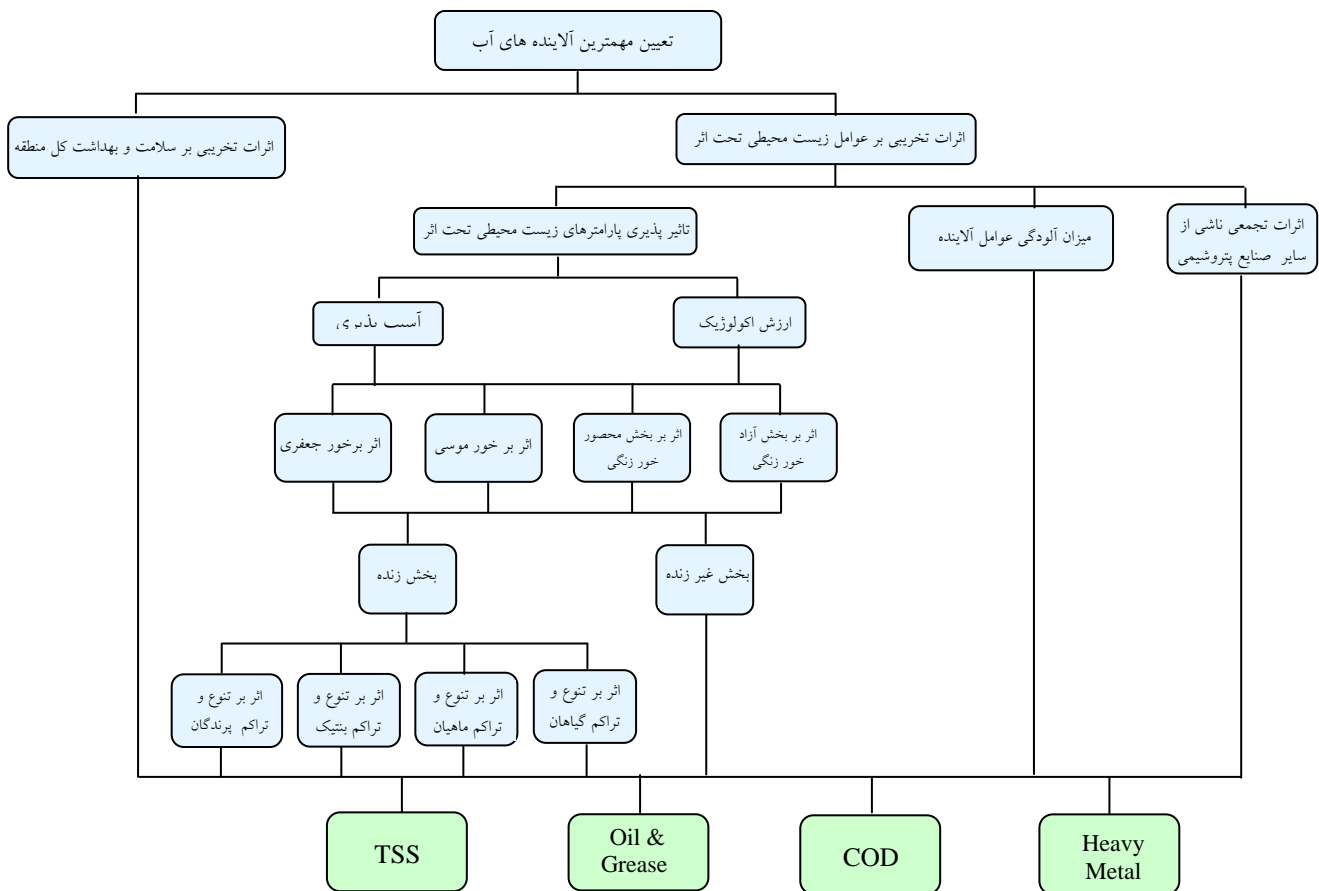 تعیین مهمترین آلاینده های آب
اثرات تخریبی بر عوامل زیست محیطی تحت اثر
اثرات تخریبی بر سلامت و بهداشت کل منطقه
اثرات تجمعی ناشی از
سایر صنایع پتروشیمی
میزان آلودگی عوامل آلاینده
تاثیر پذیری پارامترهای زیست محیطی تحت اثر
ارزش اکولوژیک
آسیب پذیری
اثر بر بخش آزاد
خور زنگی
اثر بر بخش محصور
خور زنگی
اثر بر خور موسی
اثر برخور جعفری
بخش غیر زنده
بخش زنده
اثر بر تنوع و
تراکم گیاهان
اثر بر تنوع و
تراکم ماهیان
اثر بر تنوع و
تراکم بنتیک
اثر بر تنوع و
تراکم پرندگان
TSS
Oil &
Grease
COD
Heavy
Metal